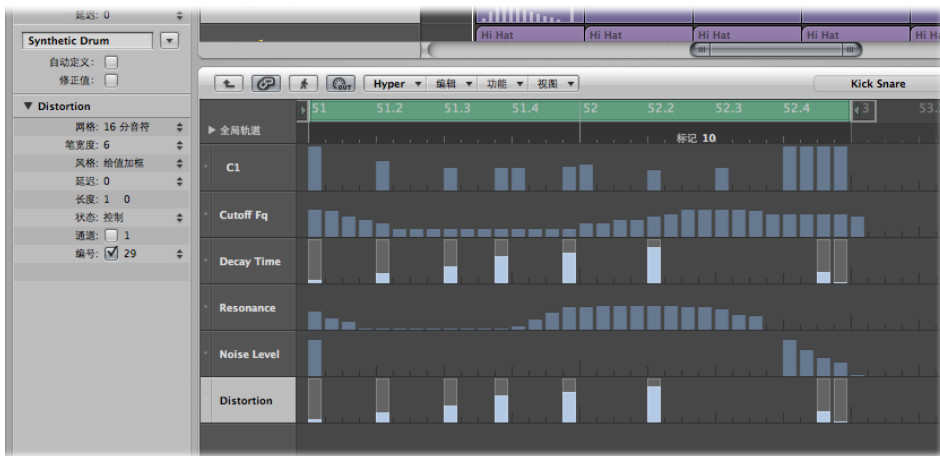 延迟: 0
Synthetic Drum
自动定义:
修正值:
Distortion
网格: 16 分音符
笔宽度: 6
风格: 给值加框
延迟: 0
长度: 1 0
状态: 控制
通道: 1
编号: 29
Hi Hat
Hi Hat
Hi Hat
Hi Hat
Hi H
OUT
Hyper
编辑
功能
视图
Kick Snare
51
51.2
51.3
51.4
52
52.2
52.3
52.4
3
53.
全局轨道
标记 10
C1
Cutoff Fq
Decay Time
Resonance
Noise Level
Distortion